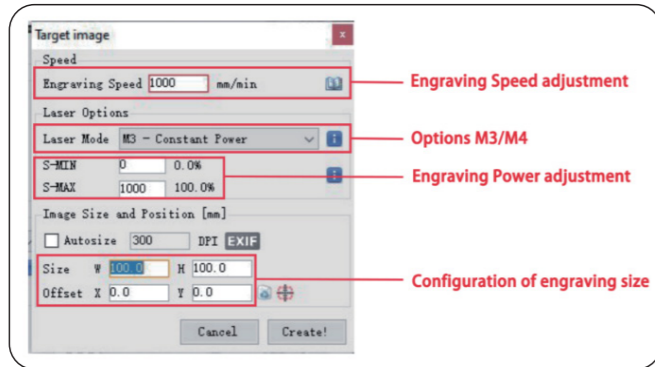 Target image
x
Speed
Engraving Speed 1000 mm/min
Engraving Speed adjustment
Laser Options
Laser Mode M3 - Constant Power
Options M3/M4
S-MIN 0 0.0%
S-MAX 1000 100.0%
Engraving Power adjustment
Image Size and Position [mm]
Autosize 300 DPI EXIF
Size W 100.0 H 100.0
Offset X 0.0 Y 0.0
Configuration of engraving size
Cancel Create!